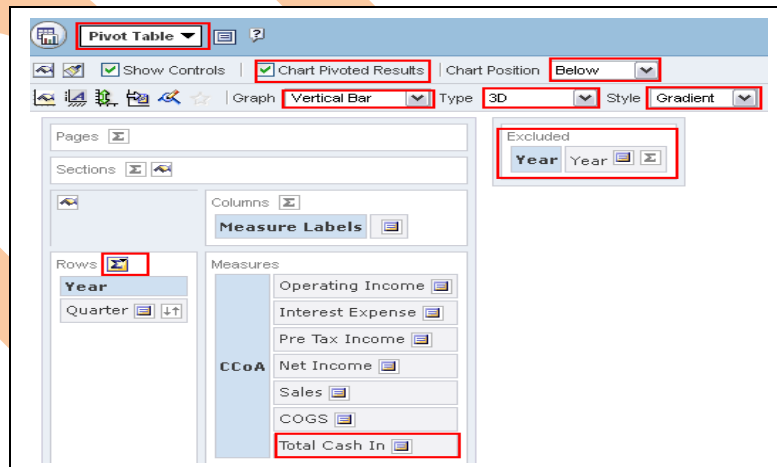 Pivot Table
Show Controls | Chart Pivoted Results | Chart Position Below
Graph Vertical Bar Type 3D Style Gradient
Pages Σ
Excluded
Year Year Σ
Sections Σ
Columns Σ
Measure Labels
Rows Σ
Measures
Year
Quarter
CCoA
Operating Income
Interest Expense
Pre Tax Income
Net Income
Sales
COGS
Total Cash In